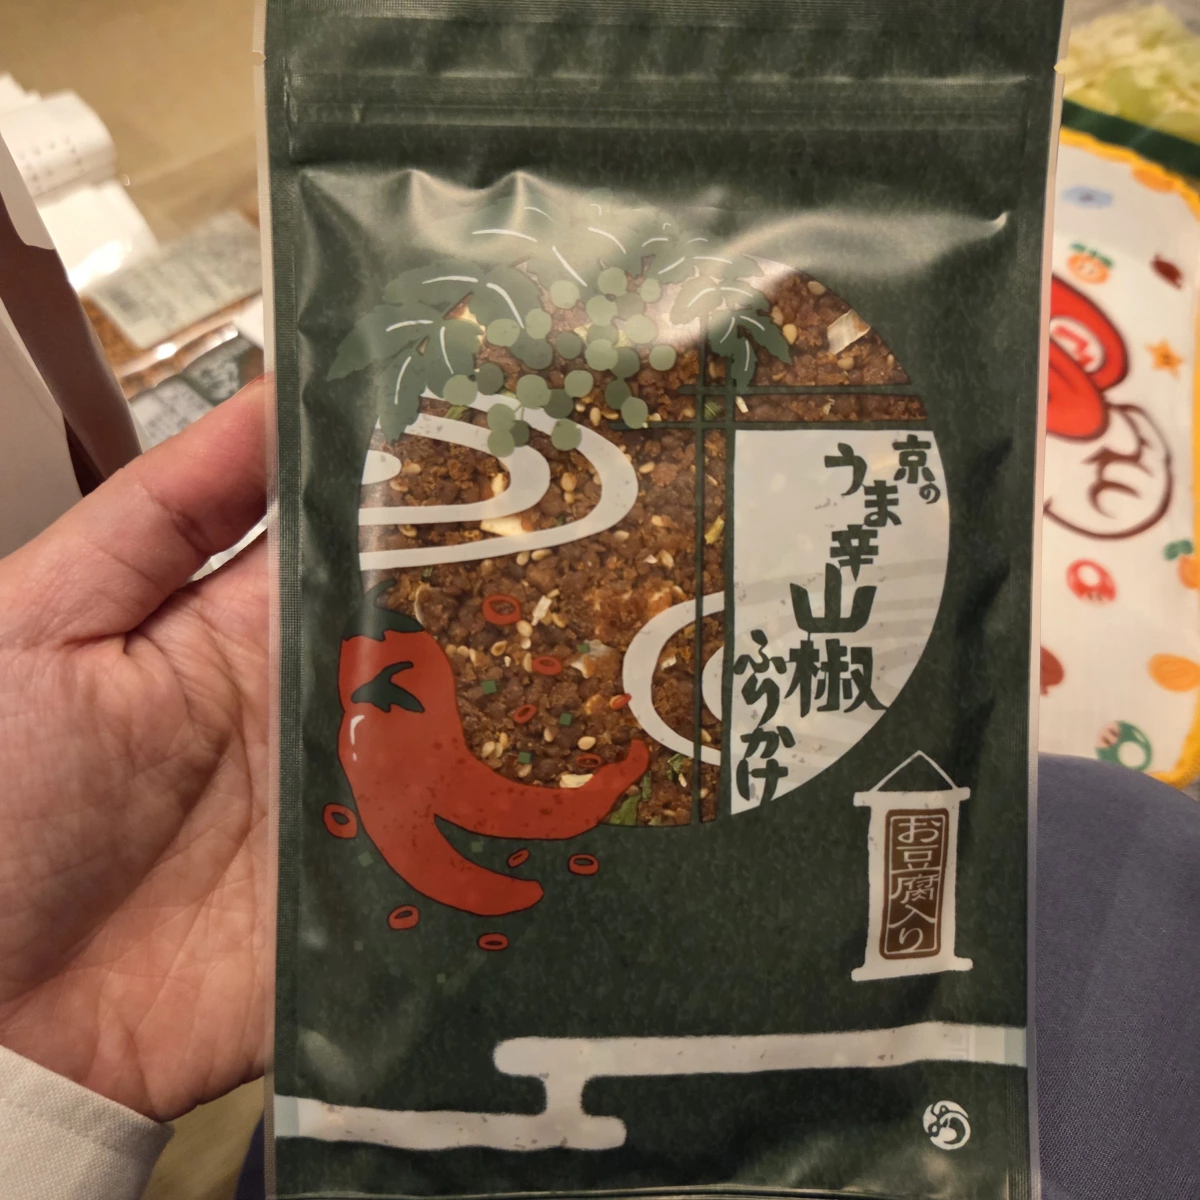 京の
うま辛
山椒
ふりかけ
お豆腐入り